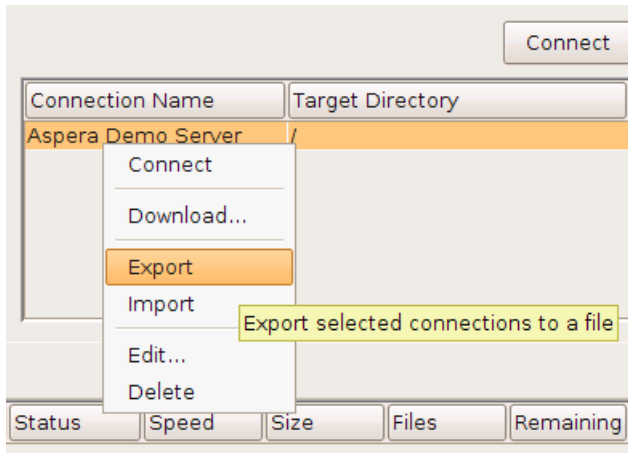 Connect
Connection Name Target Directory
Aspera Demo Server /
Connect
Download...
Export
Import
Export selected connections to a file
Edit...
Delete
Status Speed Size Files Remaining